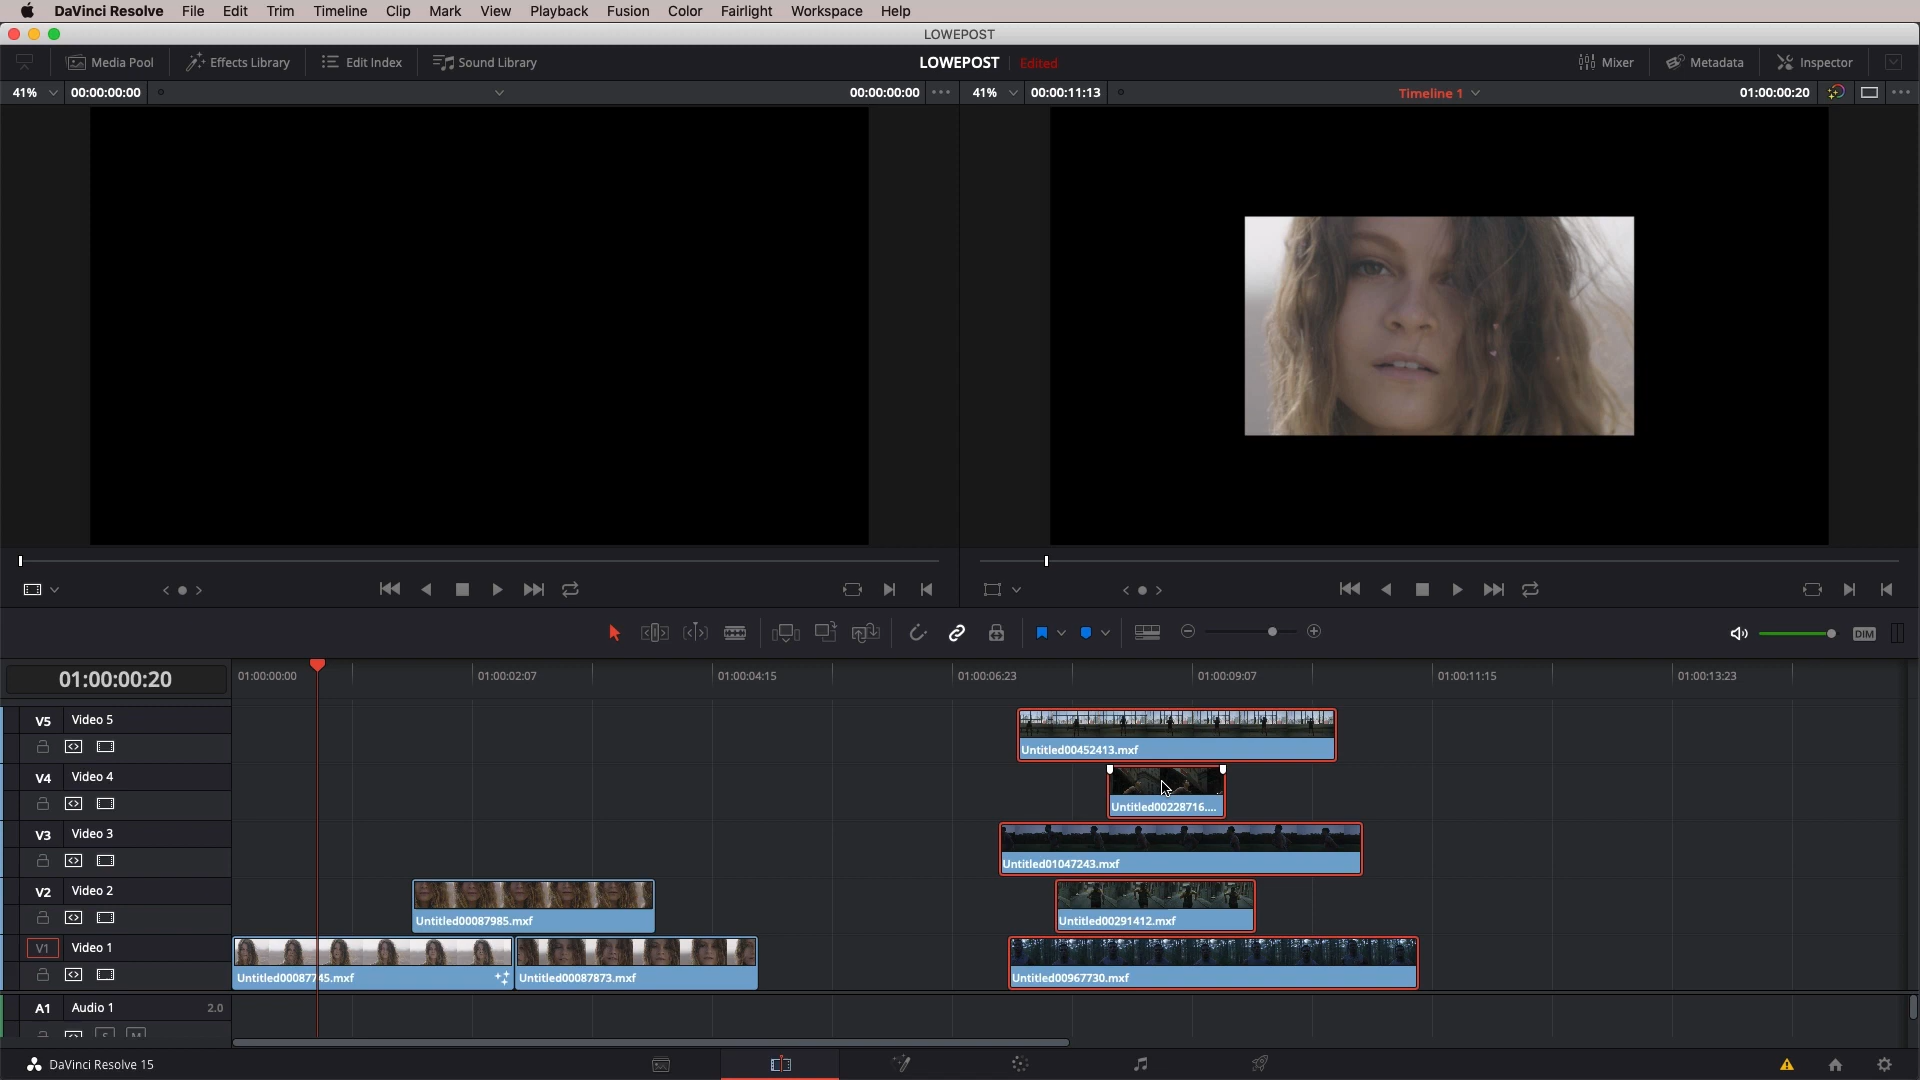 DaVinci Resolve File Edit Trim Timeline Clip Mark View Playback Fusion Color Fairlight Workspace Help
LOWEPOST
Media Pool Effects Library Edit Index Sound Library LOWEPOST Edited Mixer Metadata Inspector
41% 00:00:00:00 00:00:00:00 41% 00:00:11:13 Timeline 1 01:00:00:20
DIM
01:00:00:20 01:00:00:00 01:00:02:07 01:00:04:15 01:00:06:23 01:00:09:07 01:00:11:15 01:00:13:23
V5 Video 5
Untitled00452413.mxf
V4 Video 4
Untitled00228716....
V3 Video 3
Untitled01047243.mxf
V2 Video 2
Untitled00087985.mxf Untitled00291412.mxf
V1 Video 1
Untitled00087745.mxf Untitled00087873.mxf Untitled00967730.mxf
A1 Audio 1 2.0
S M
DaVinci Resolve 15